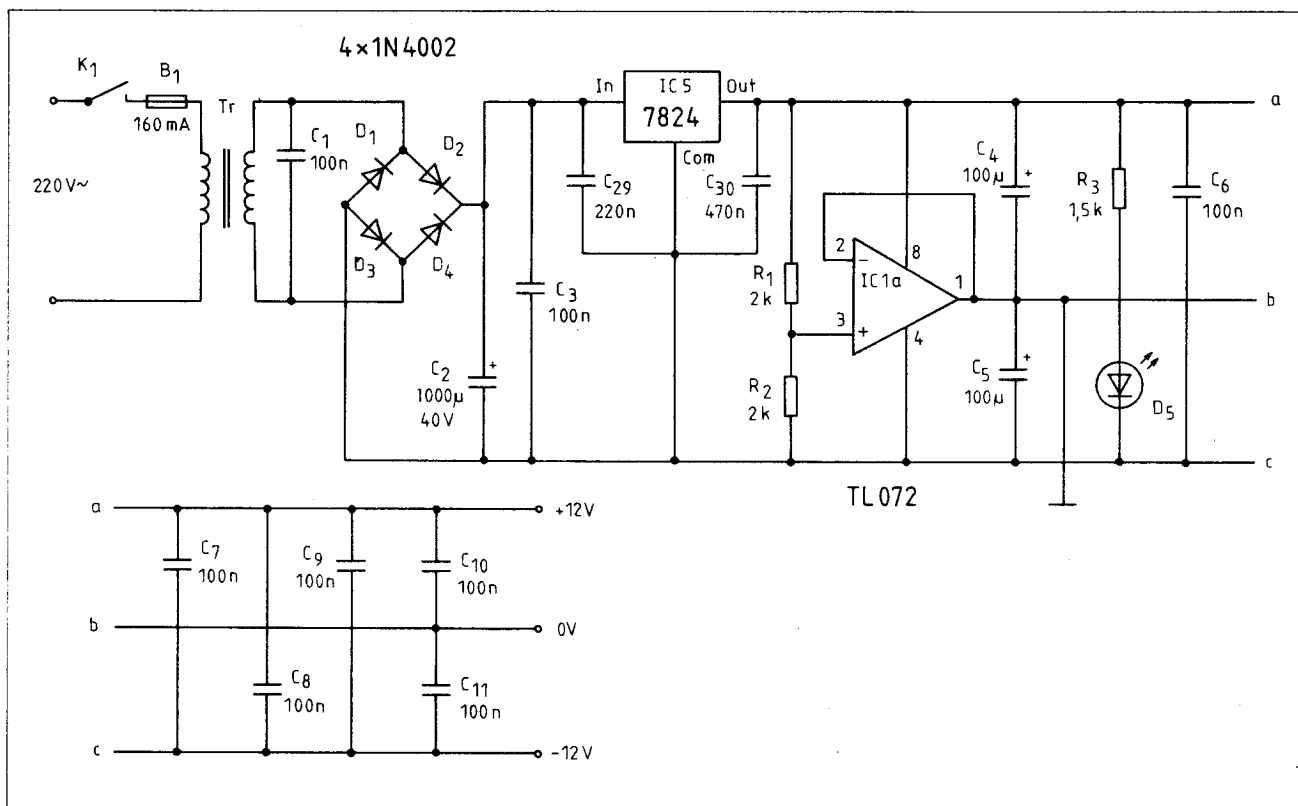 4×1N4002
K1
B1
160mA
Tr
220V~
C1
100n
D1
D2
D3
D4
C2
1000µ
40V
+
C3
100n
C29
220n
In
IC5
7824
Out
Com
C30
470n
R1
2k
R2
2k
2
−
IC1a
3
+
8
1
4
C4
100µ
+
C5
100µ
+
R3
1,5k
D5
C6
100n
a
b
c
TL072
a
+12V
C7
100n
C9
100n
C10
100n
b
0V
C8
100n
C11
100n
c
-12V